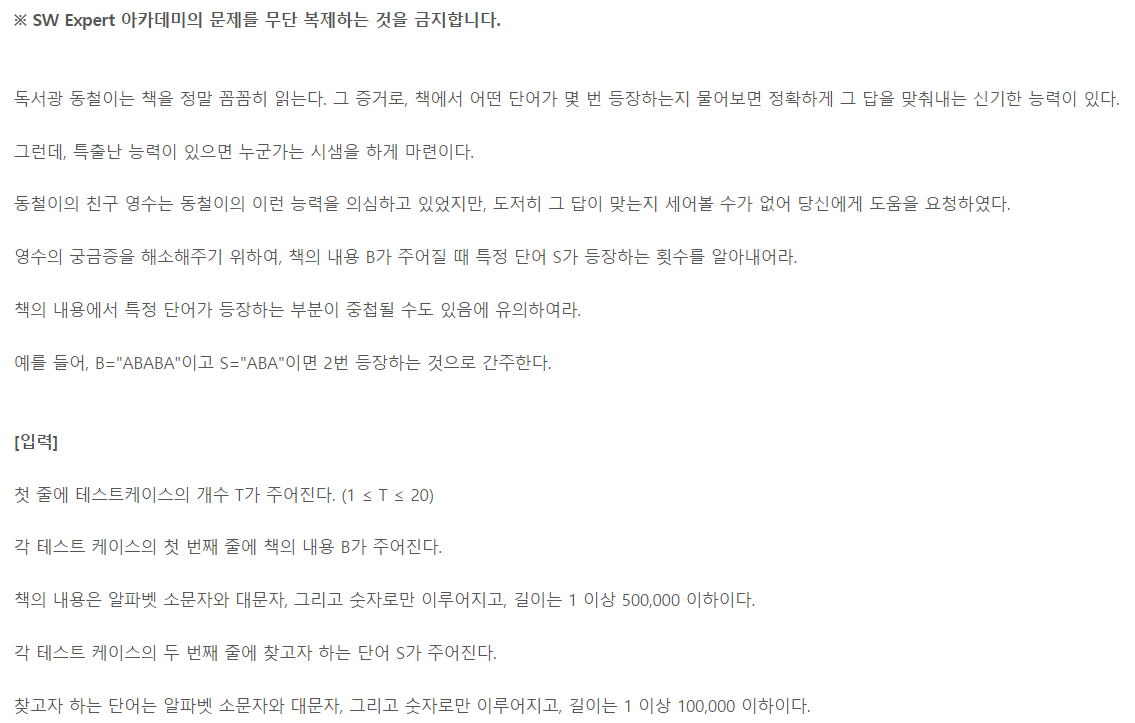 ※ SW Expert 아카데미의 문제를 무단 복제하는 것을 금지합니다.
독서광 동철이는 책을 정말 꼼꼼히 읽는다. 그 증거로, 책에서 어떤 단어가 몇 번 등장하는지 물어보면 정확하게 그 답을 맞춰내는 신기한 능력이 있다.
그런데, 특출난 능력이 있으면 누군가는 시샘을 하게 마련이다.
동철이의 친구 영수는 동철이의 이런 능력을 의심하고 있었지만, 도저히 그 답이 맞는지 세어볼 수가 없어 당신에게 도움을 요청하였다.
영수의 궁금증을 해소해주기 위하여, 책의 내용 B가 주어질 때 특정 단어 S가 등장하는 횟수를 알아내어라.
책의 내용에서 특정 단어가 등장하는 부분이 중첩될 수도 있음에 유의하여라.
예를 들어, B="ABABA"이고 S="ABA"이면 2번 등장하는 것으로 간주한다.
[입력]
첫 줄에 테스트케이스의 개수 T가 주어진다. (1 ≤ T ≤ 20)
각 테스트 케이스의 첫 번째 줄에 책의 내용 B가 주어진다.
책의 내용은 알파벳 소문자와 대문자, 그리고 숫자로만 이루어지고, 길이는 1 이상 500,000 이하이다.
각 테스트 케이스의 두 번째 줄에 찾고자 하는 단어 S가 주어진다.
찾고자 하는 단어는 알파벳 소문자와 대문자, 그리고 숫자로만 이루어지고, 길이는 1 이상 100,000 이하이다.